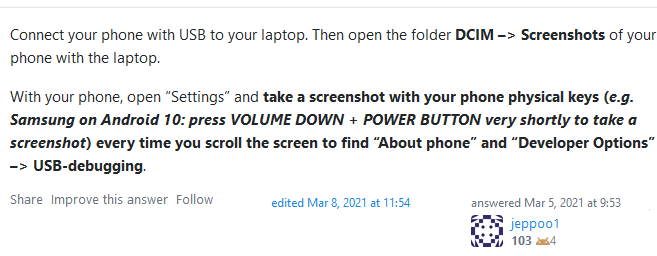 Connect your phone with USB to your laptop. Then open the folder DCIM –> Screenshots of your
phone with the laptop.
With your phone, open “Settings” and take a screenshot with your phone physical keys (e.g.
Samsung on Android 10: press VOLUME DOWN + POWER BUTTON very shortly to take a
screenshot) every time you scroll the screen to find “About phone” and “Developer Options”
–> USB-debugging.
Share Improve this answer Follow
edited Mar 8, 2021 at 11:54
answered Mar 5, 2021 at 9:53
jeppoo1
103 4